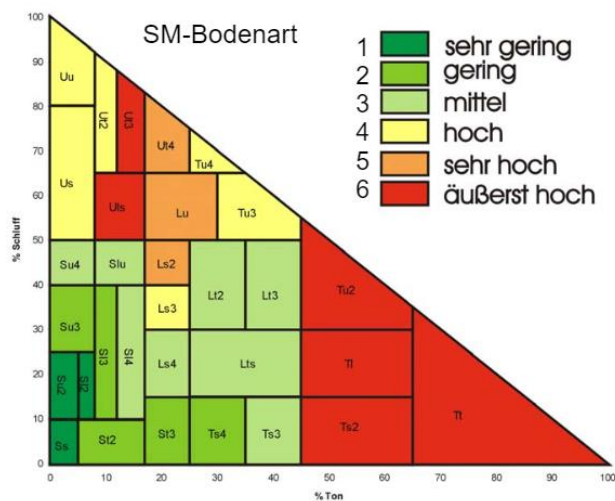 SM-Bodenart
1 sehr gering
2 gering
3 mittel
4 hoch
5 sehr hoch
6 äußerst hoch
% Schluff
100
90
80
70
60
50
40
30
20
10
0
Uu
Ut2
Ut3
Ut4
Tu4
Us
Uls
Lu
Tu3
Su4
Slu
Ls2
Lt2
Lt3
Tu2
Su3
Sl3
Sl4
Ls3
Su2
Sl2
Ls4
Lts
Tl
Ss
St2
St3
Ts4
Ts3
Ts2
Tt
0 10 20 30 40 50 60 70 80 90 100
% Ton